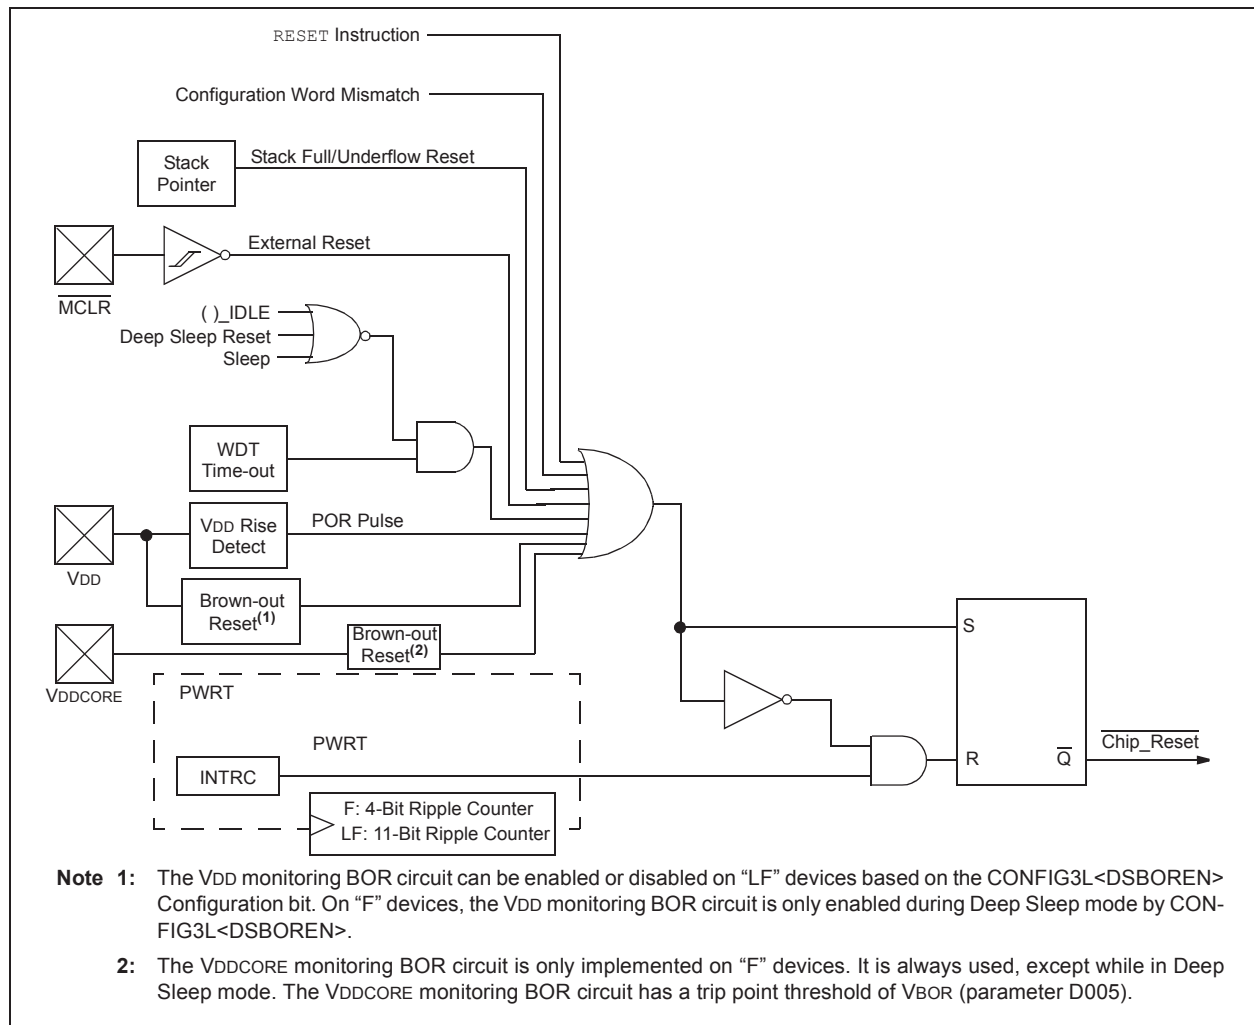 RESET Instruction
Configuration Word Mismatch
Stack
Pointer
Stack Full/Underflow Reset
External Reset
MCLR
( )_IDLE
Deep Sleep Reset
Sleep
WDT
Time-out
VDD Rise
Detect
POR Pulse
VDD
Brown-out
Reset(1)
Brown-out
Reset(2)
VDDCORE
PWRT
PWRT
INTRC
F: 4-Bit Ripple Counter
LF: 11-Bit Ripple Counter
S
R
Q
Chip_Reset
Note 1: The VDD monitoring BOR circuit can be enabled or disabled on “LF” devices based on the CONFIG3L<DSBOREN>
Configuration bit. On “F” devices, the VDD monitoring BOR circuit is only enabled during Deep Sleep mode by CON-
FIG3L<DSBOREN>.
2: The VDDCORE monitoring BOR circuit is only implemented on “F” devices. It is always used, except while in Deep
Sleep mode. The VDDCORE monitoring BOR circuit has a trip point threshold of VBOR (parameter D005).